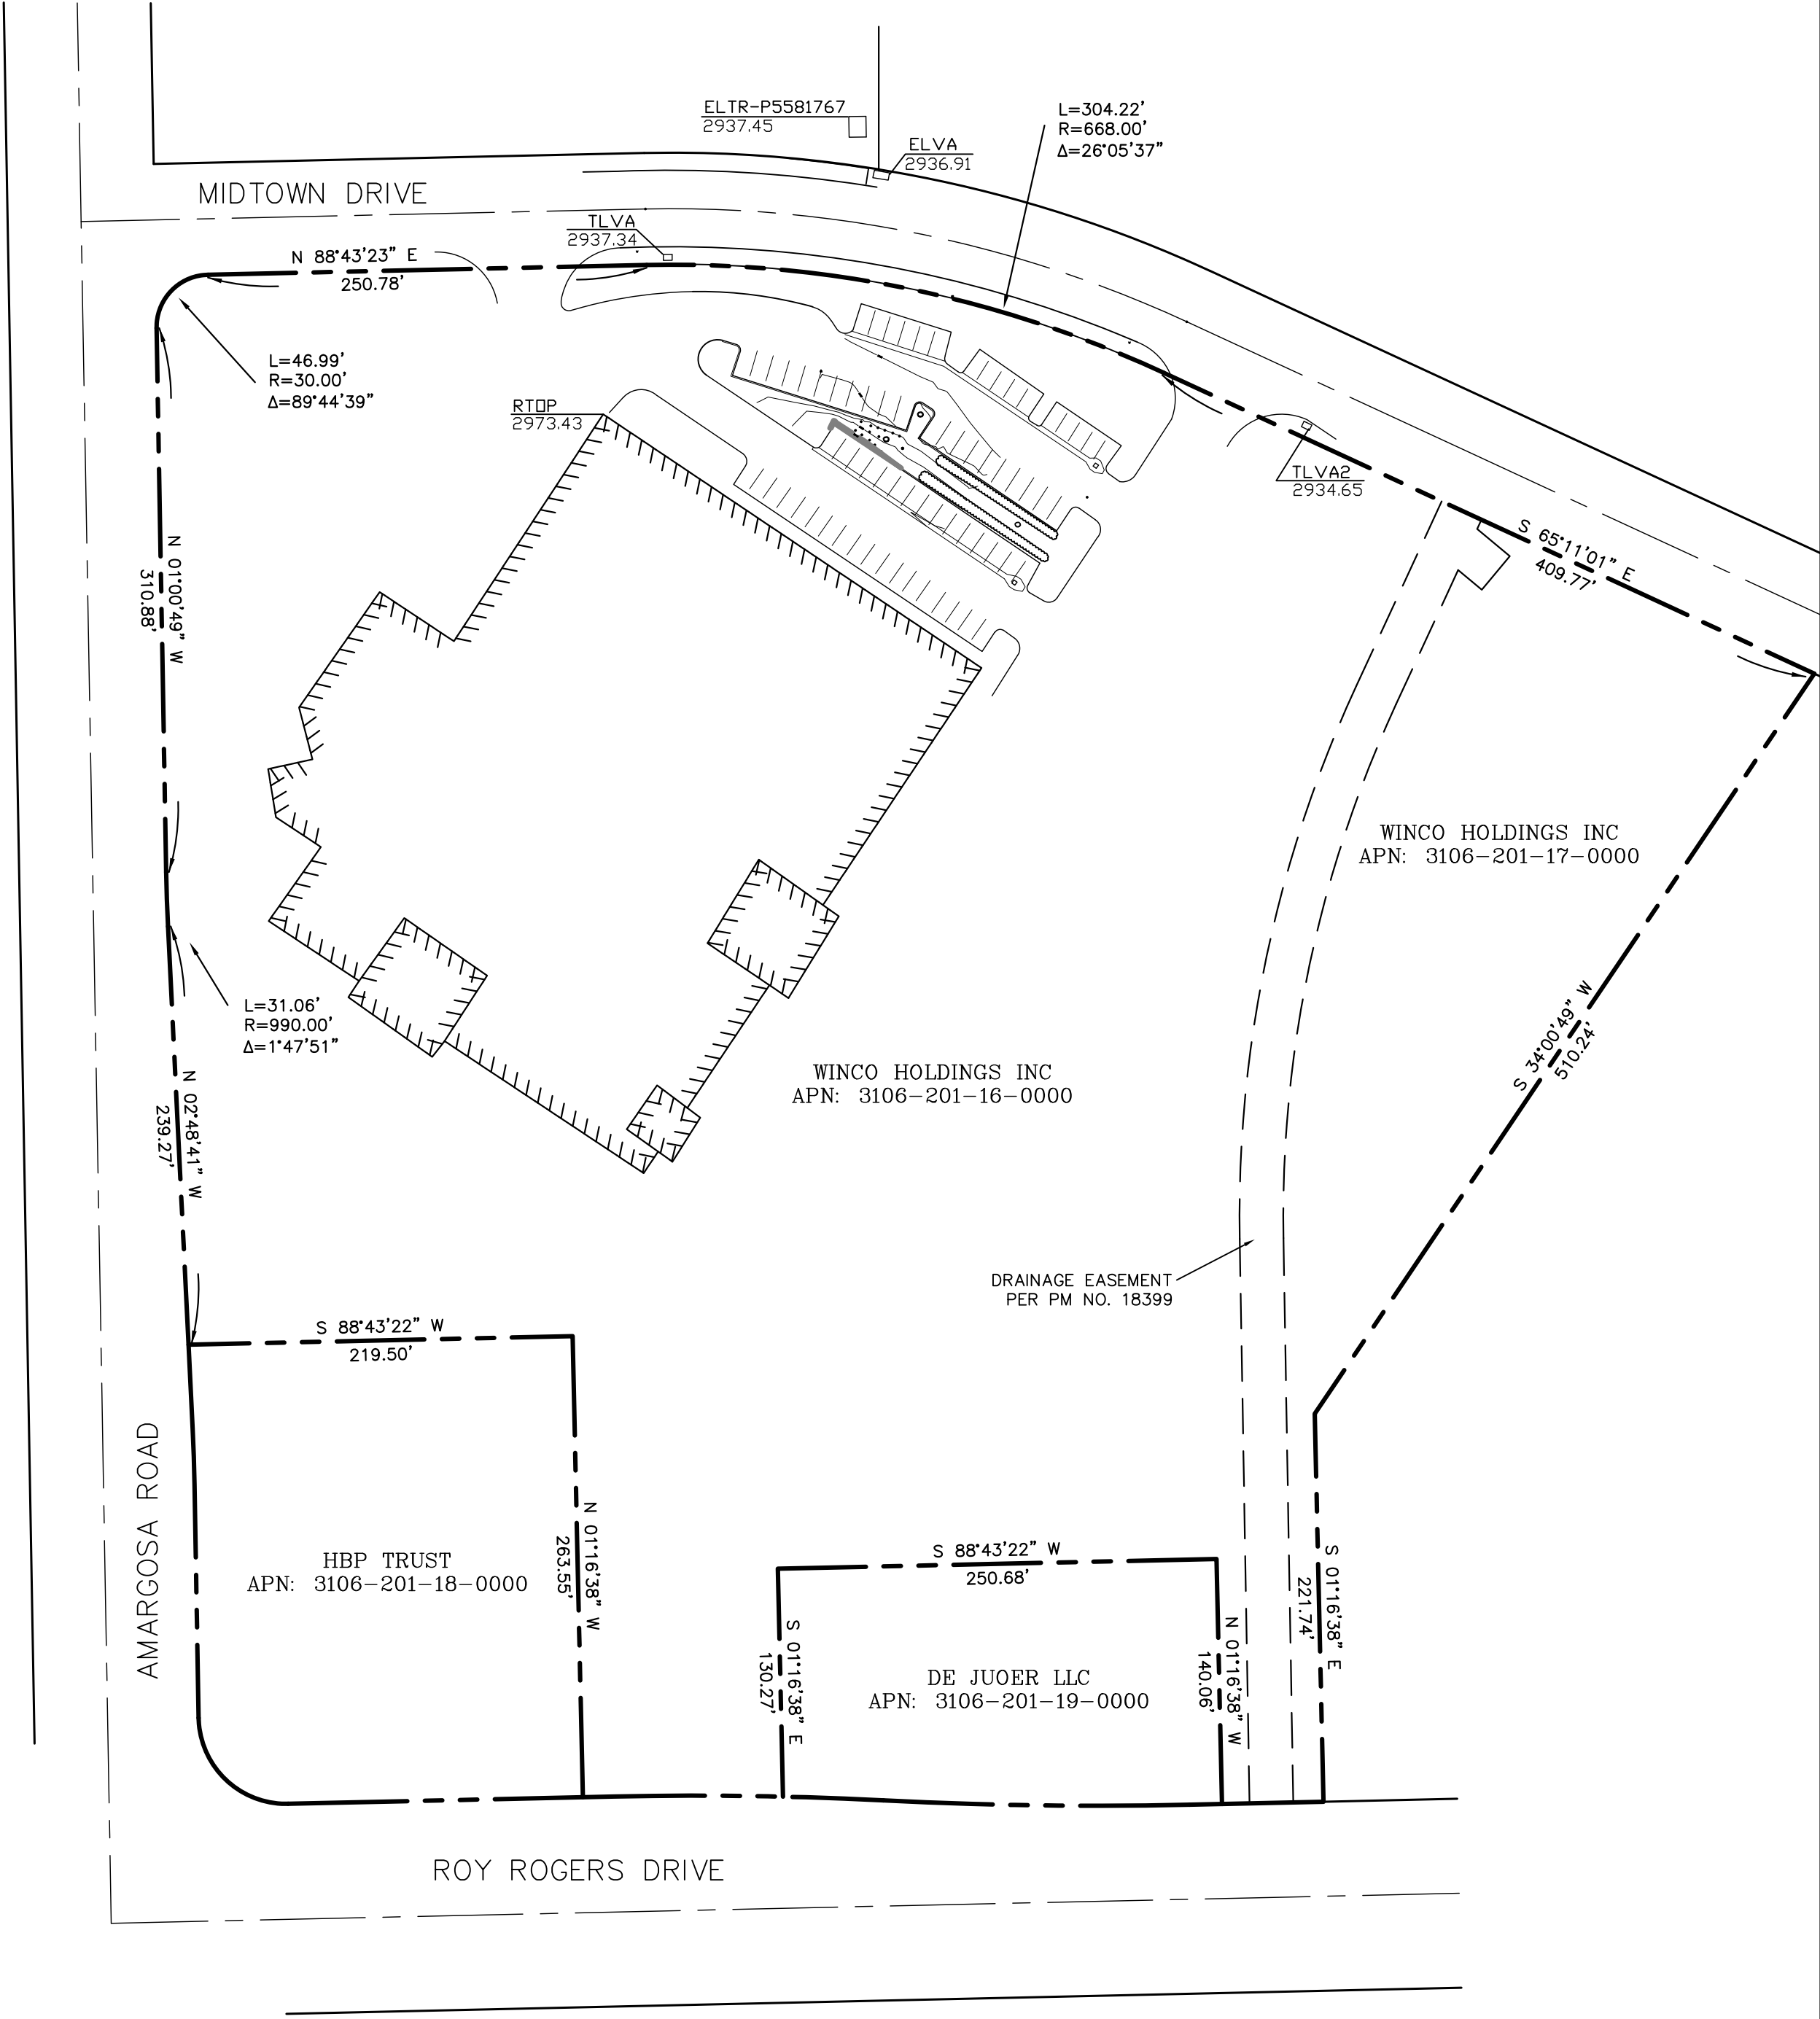 ELTR-P5581767
2937.45
ELVA
2936.91
L=304.22'
R=668.00'
Δ=26°05'37"
MIDTOWN DRIVE
TLVA
2937.34
N 88°43'23" E
250.78'
L=46.99'
R=30.00'
Δ=89°44'39"
RTOP
2973.43
TLVA2
2934.65
S 65°11'01" E
409.77'
N 01°00'49" W
310.88'
WINCO HOLDINGS INC
APN: 3106-201-17-0000
L=31.06'
R=990.00'
Δ=1°47'51"
S 34°00'49" W
510.24'
WINCO HOLDINGS INC
APN: 3106-201-16-0000
N 02°48'41" W
239.27'
DRAINAGE EASEMENT
PER PM NO. 18399
S 88°43'22" W
219.50'
AMARGOSA ROAD
HBP TRUST
APN: 3106-201-18-0000
N 01°16'38" W
263.55'
S 88°43'22" W
250.68'
S 01°16'38" E
130.27'
DE JUOER LLC
APN: 3106-201-19-0000
N 01°16'38" W
140.06'
S 01°16'38" E
221.74'
ROY ROGERS DRIVE